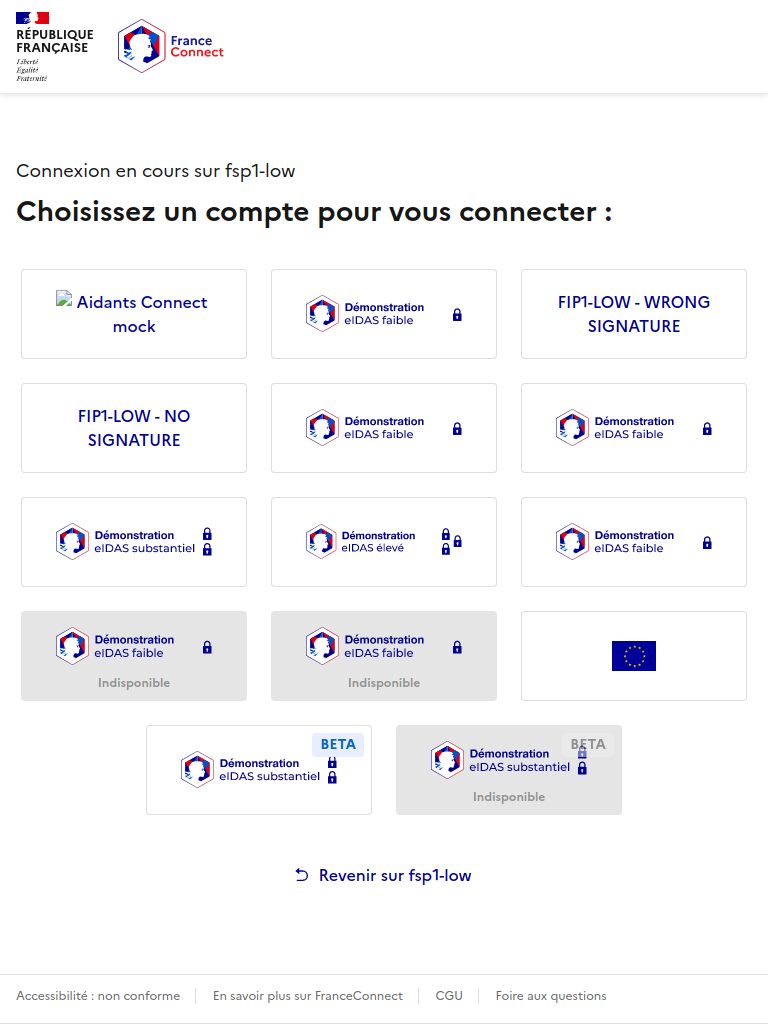 RÉPUBLIQUE
FRANÇAISE
Liberté
Égalité
Fraternité
France
Connect
Connexion en cours sur fsp1-low
Choisissez un compte pour vous connecter :
Aidants Connect
mock
Démonstration
eIDAS faible
FIP1-LOW - WRONG
SIGNATURE
FIP1-LOW - NO
SIGNATURE
Démonstration
eIDAS faible
Démonstration
eIDAS faible
Démonstration
eIDAS substantiel
Démonstration
eIDAS élevé
Démonstration
eIDAS faible
Démonstration
eIDAS faible
Indisponible
Démonstration
eIDAS faible
Indisponible
BETA
Démonstration
eIDAS substantiel
BETA
Démonstration
eIDAS substantiel
Indisponible
Revenir sur fsp1-low
Accessibilité : non conforme
En savoir plus sur FranceConnect
CGU
Foire aux questions